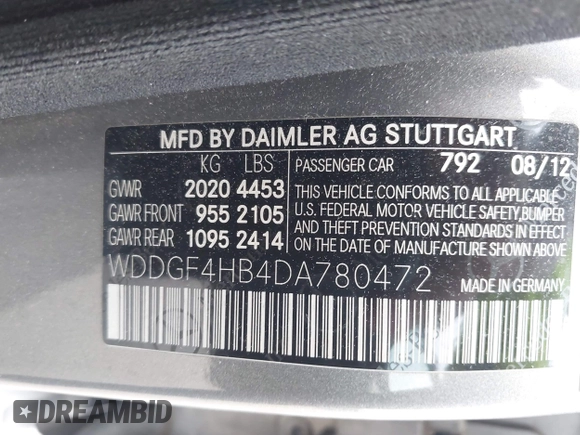 MFD BY DAIMLER AG STUTTGART
KG LBS PASSENGER CAR 792 08/12
GVWR 2020 4453 THIS VEHICLE CONFORMS TO ALL APPLICABLE
GAWR FRONT 955 2105 U.S. FEDERAL MOTOR VEHICLE SAFETY, BUMPER
GAWR REAR 1095 2414 AND THEFT PREVENTION STANDARDS IN EFFECT
ON THE DATE OF MANUFACTURE SHOWN ABOVE.
WDDGF4HB4DA780472 MADE IN GERMANY
DREAMBID